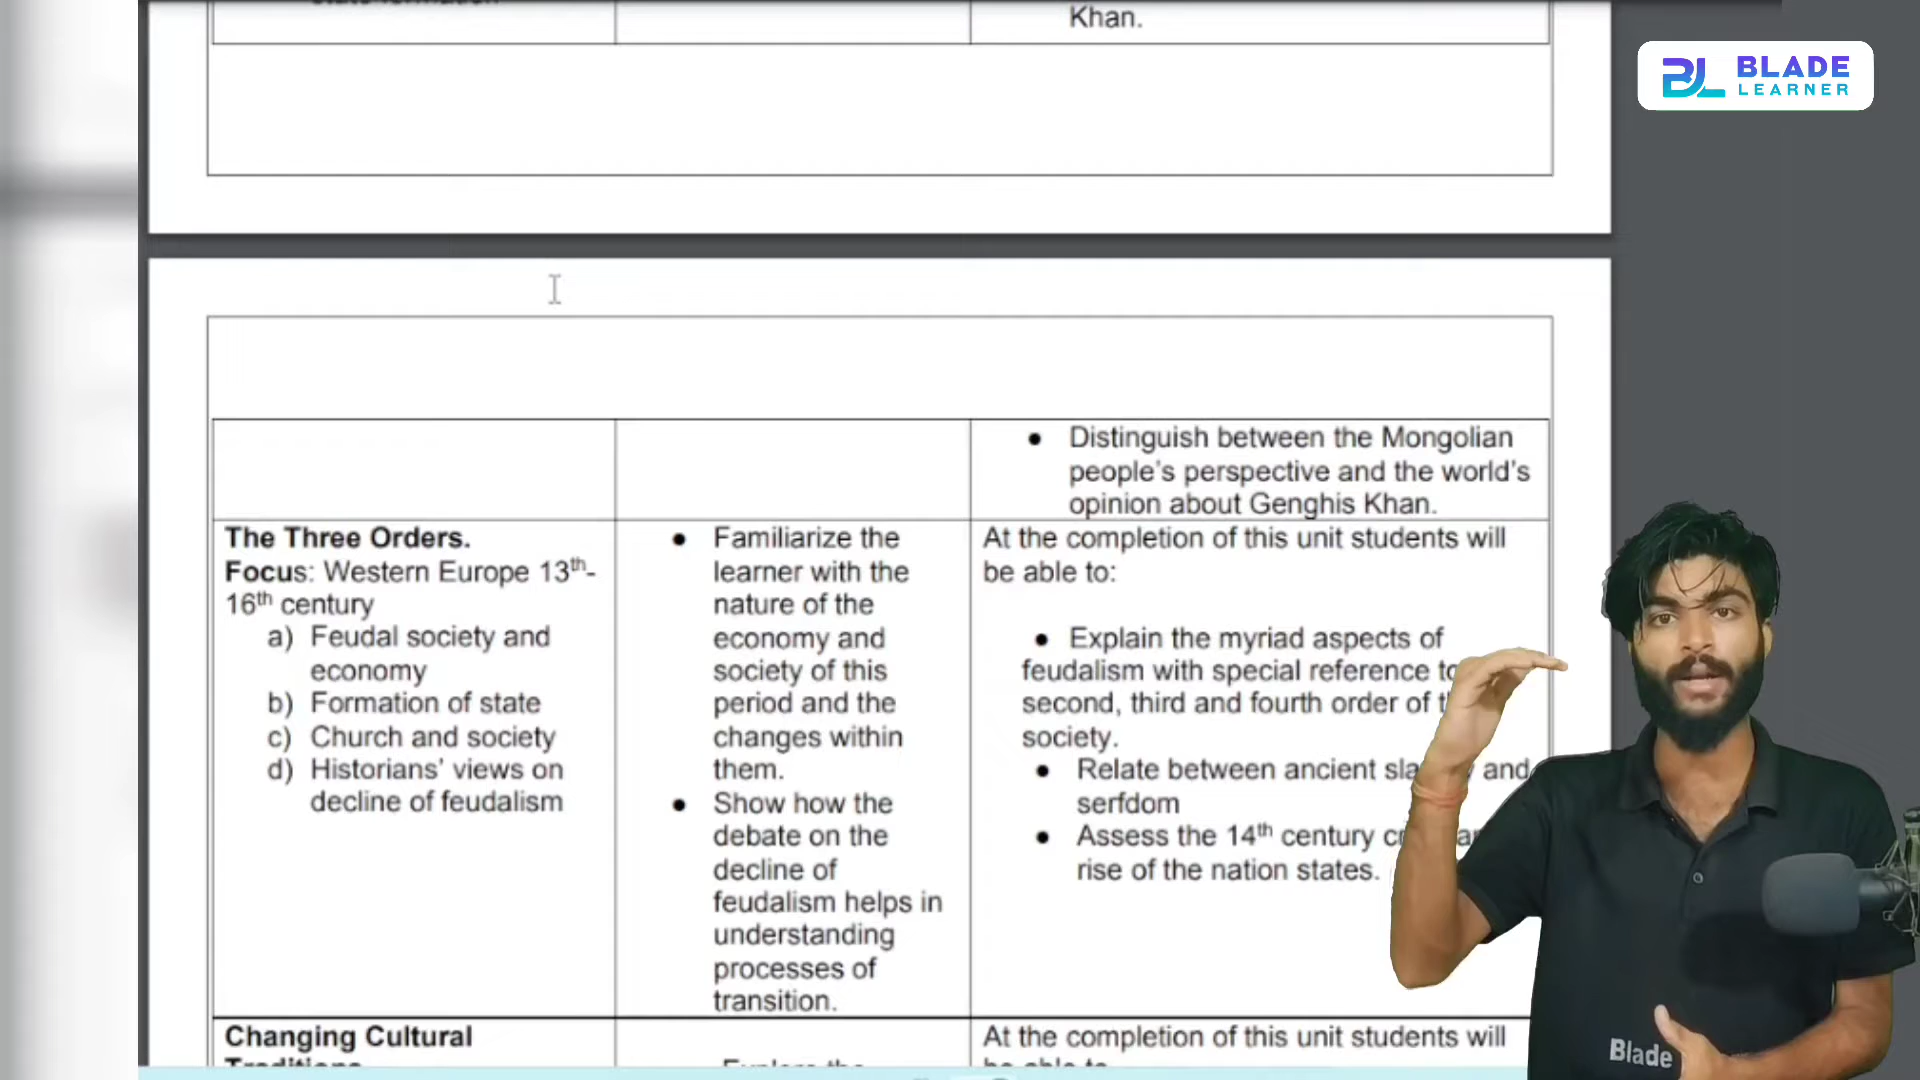 Khan.
BLADE
LEARNER
Distinguish between the Mongolian
people's perspective and the world's
opinion about Genghis Khan.
The Three Orders.
Focus: Western Europe 13th-
16th century
a) Feudal society and
economy
b) Formation of state
c) Church and society
d) Historians' views on
decline of feudalism
Familiarize the
learner with the
nature of the
economy and
society of this
period and the
changes within
them.
Show how the
debate on the
decline of
feudalism helps in
understanding
processes of
transition.
At the completion of this unit students will
be able to:
Explain the myriad aspects of
feudalism with special reference to
second, third and fourth order of
society.
Relate between ancient and
serfdom
Assess the 14th century
rise of the nation states.
Changing Cultural
Traditions
Explore the
At the completion of this unit students will
be able to
Blade